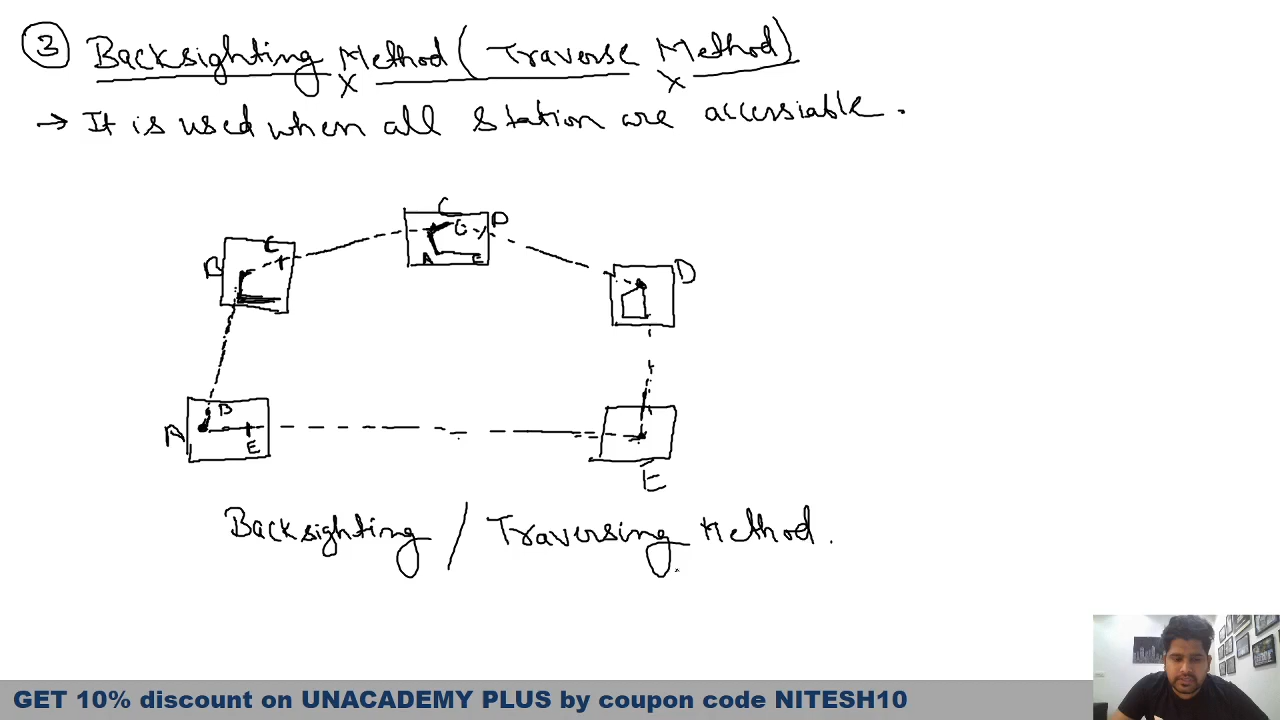 3 Backsighting Method (Traverse Method)
x x
→ It is used when all station are accessiable.
C
C D
B C
A E
D
A B
E
E
Backsighting / Traversing Method.
GET 10% discount on UNACADEMY PLUS by coupon code NITESH10